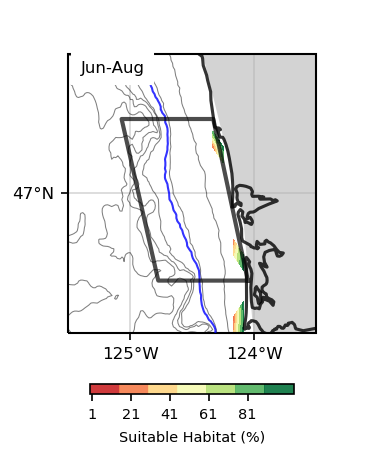 Jun-Aug
47°N
125°W 124°W
1 21 41 61 81
Suitable Habitat (%)